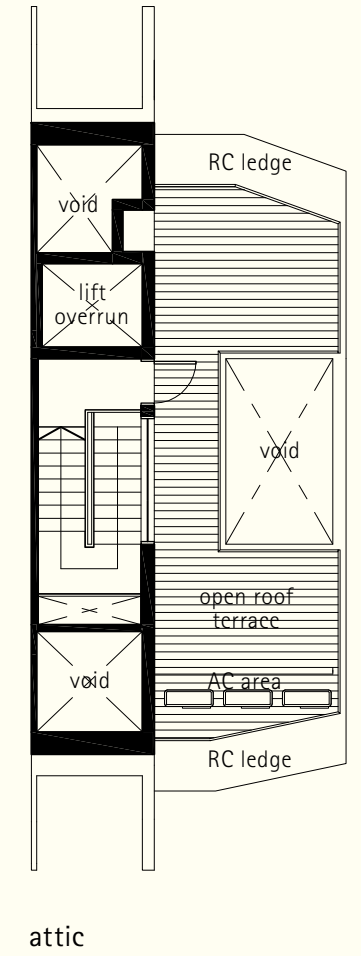 RC ledge
void
lift
overrun
void
open roof
terrace
void
AC area
RC ledge
attic